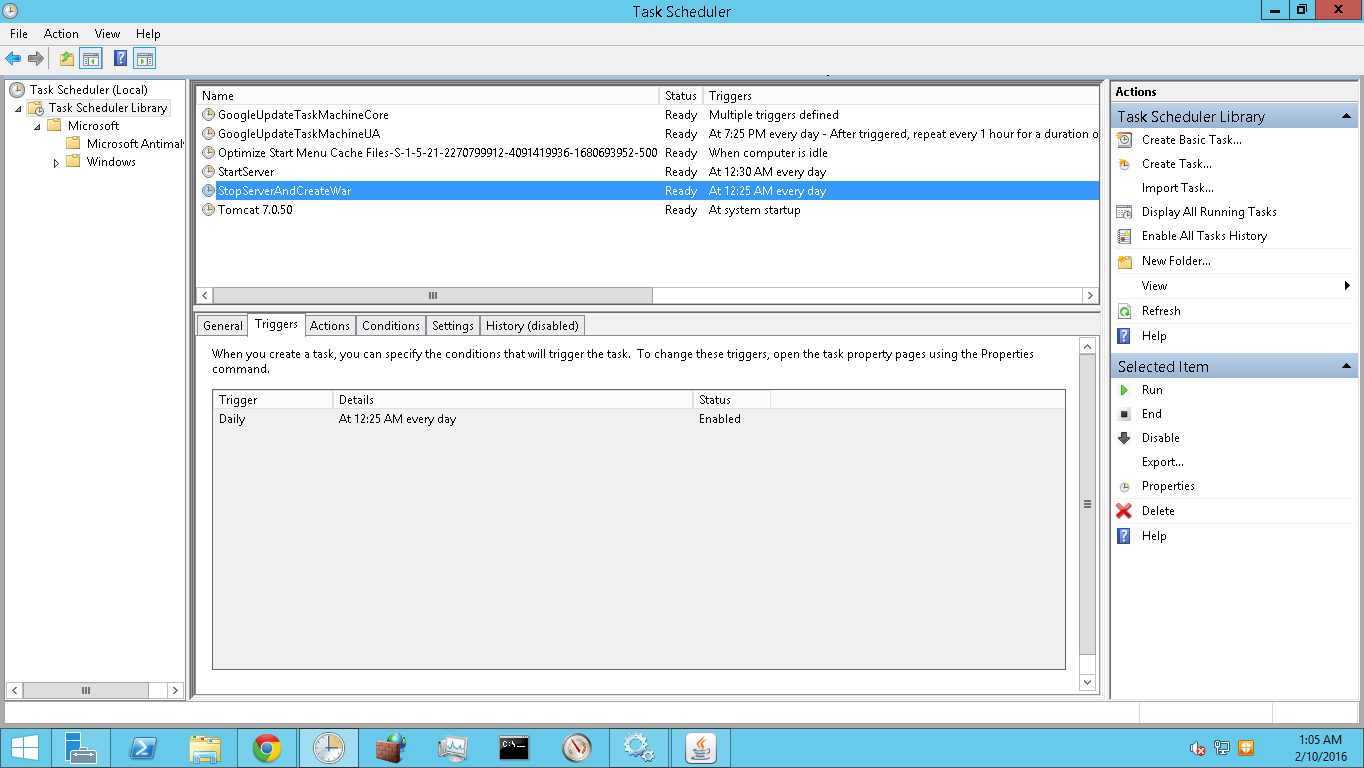 Task Scheduler
File Action View Help
Task Scheduler (Local)
Task Scheduler Library
Microsoft
Microsoft Antimal
Windows
Name Status Triggers
GoogleUpdateTaskMachineCore Ready Multiple triggers defined
GoogleUpdateTaskMachineUA Ready At 7:25 PM every day - After triggered, repeat every 1 hour for a duration o
Optimize Start Menu Cache Files-S-1-5-21-2270799912-4091419936-1680693952-500 Ready When computer is idle
StartServer Ready At 12:30 AM every day
StopServerAndCreateWar Ready At 12:25 AM every day
Tomcat 7.0.50 Ready At system startup
General Triggers Actions Conditions Settings History (disabled)
When you create a task, you can specify the conditions that will trigger the task. To change these triggers, open the task property pages using the Properties
command.
Trigger Details Status
Daily At 12:25 AM every day Enabled
Actions
Task Scheduler Library
Create Basic Task...
Create Task...
Import Task...
Display All Running Tasks
Enable All Tasks History
New Folder...
View
Refresh
Help
Selected Item
Run
End
Disable
Export...
Properties
Delete
Help
1:05 AM
2/10/2016